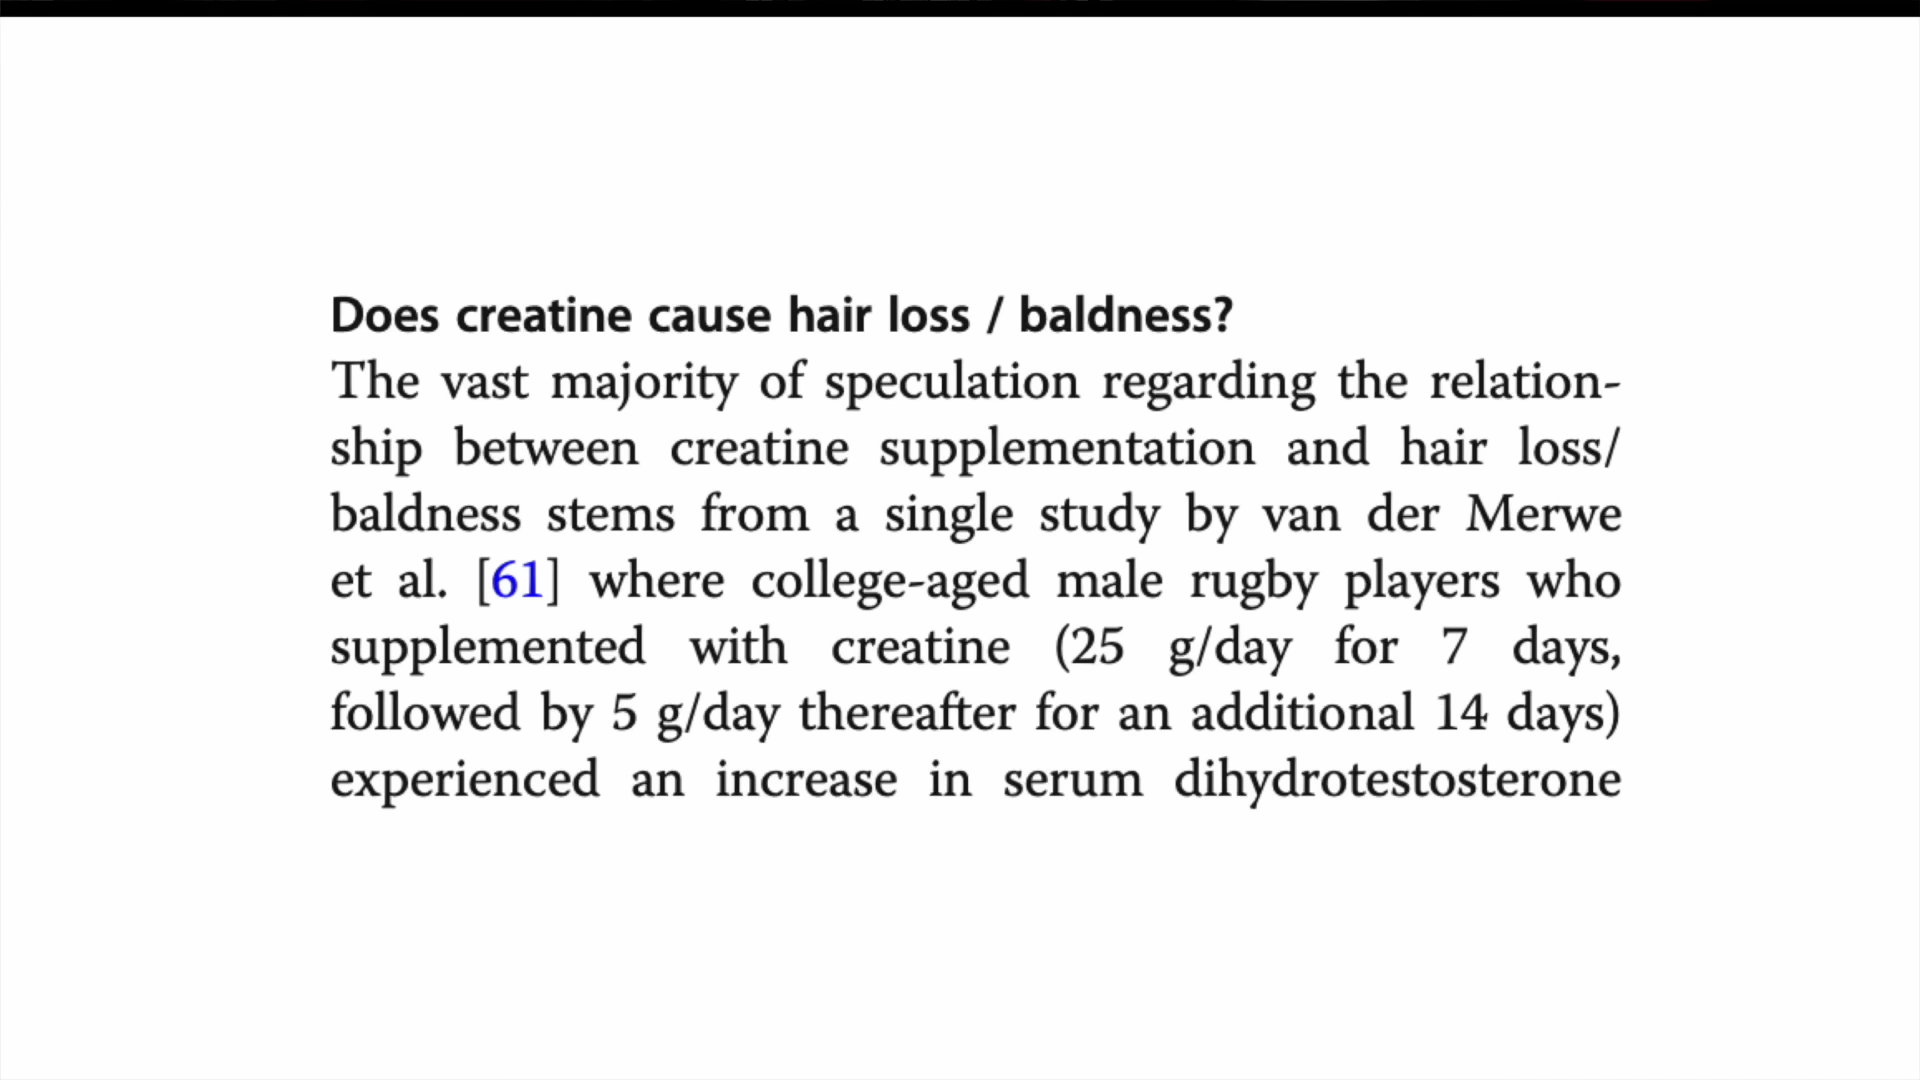 Does creatine cause hair loss / baldness?
The vast majority of speculation regarding the relation-
ship between creatine supplementation and hair loss/
baldness stems from a single study by van der Merwe
et al. [61] where college-aged male rugby players who
supplemented with creatine (25 g/day for 7 days,
followed by 5 g/day thereafter for an additional 14 days)
experienced an increase in serum dihydrotestosterone